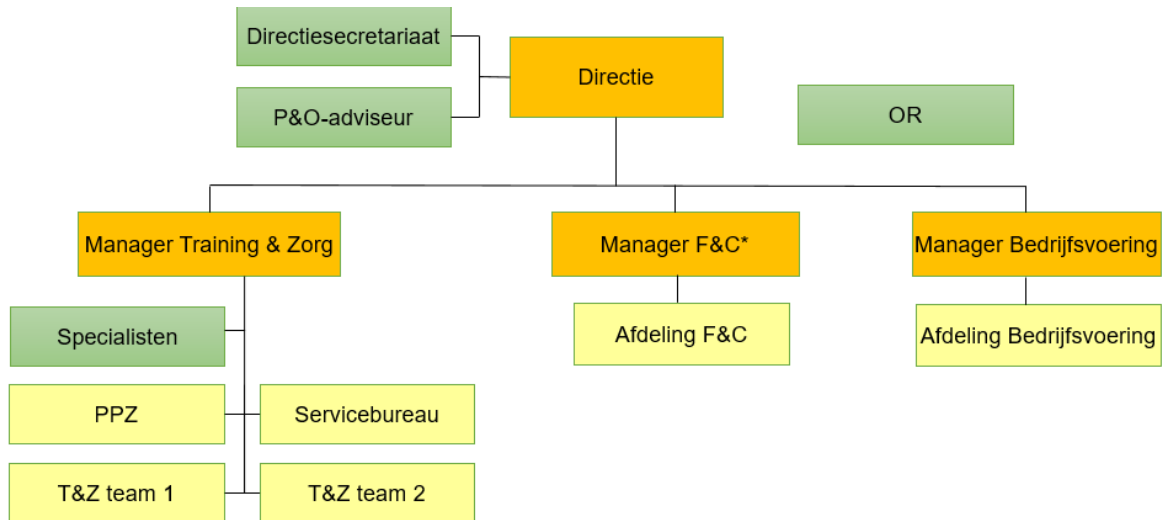 Directiesecretariaat
Directie
P&O-adviseur
OR
Manager Training & Zorg
Manager F&C*
Manager Bedrijfsvoering
Specialisten
Afdeling F&C
Afdeling Bedrijfsvoering
PPZ
Servicebureau
T&Z team 1
T&Z team 2